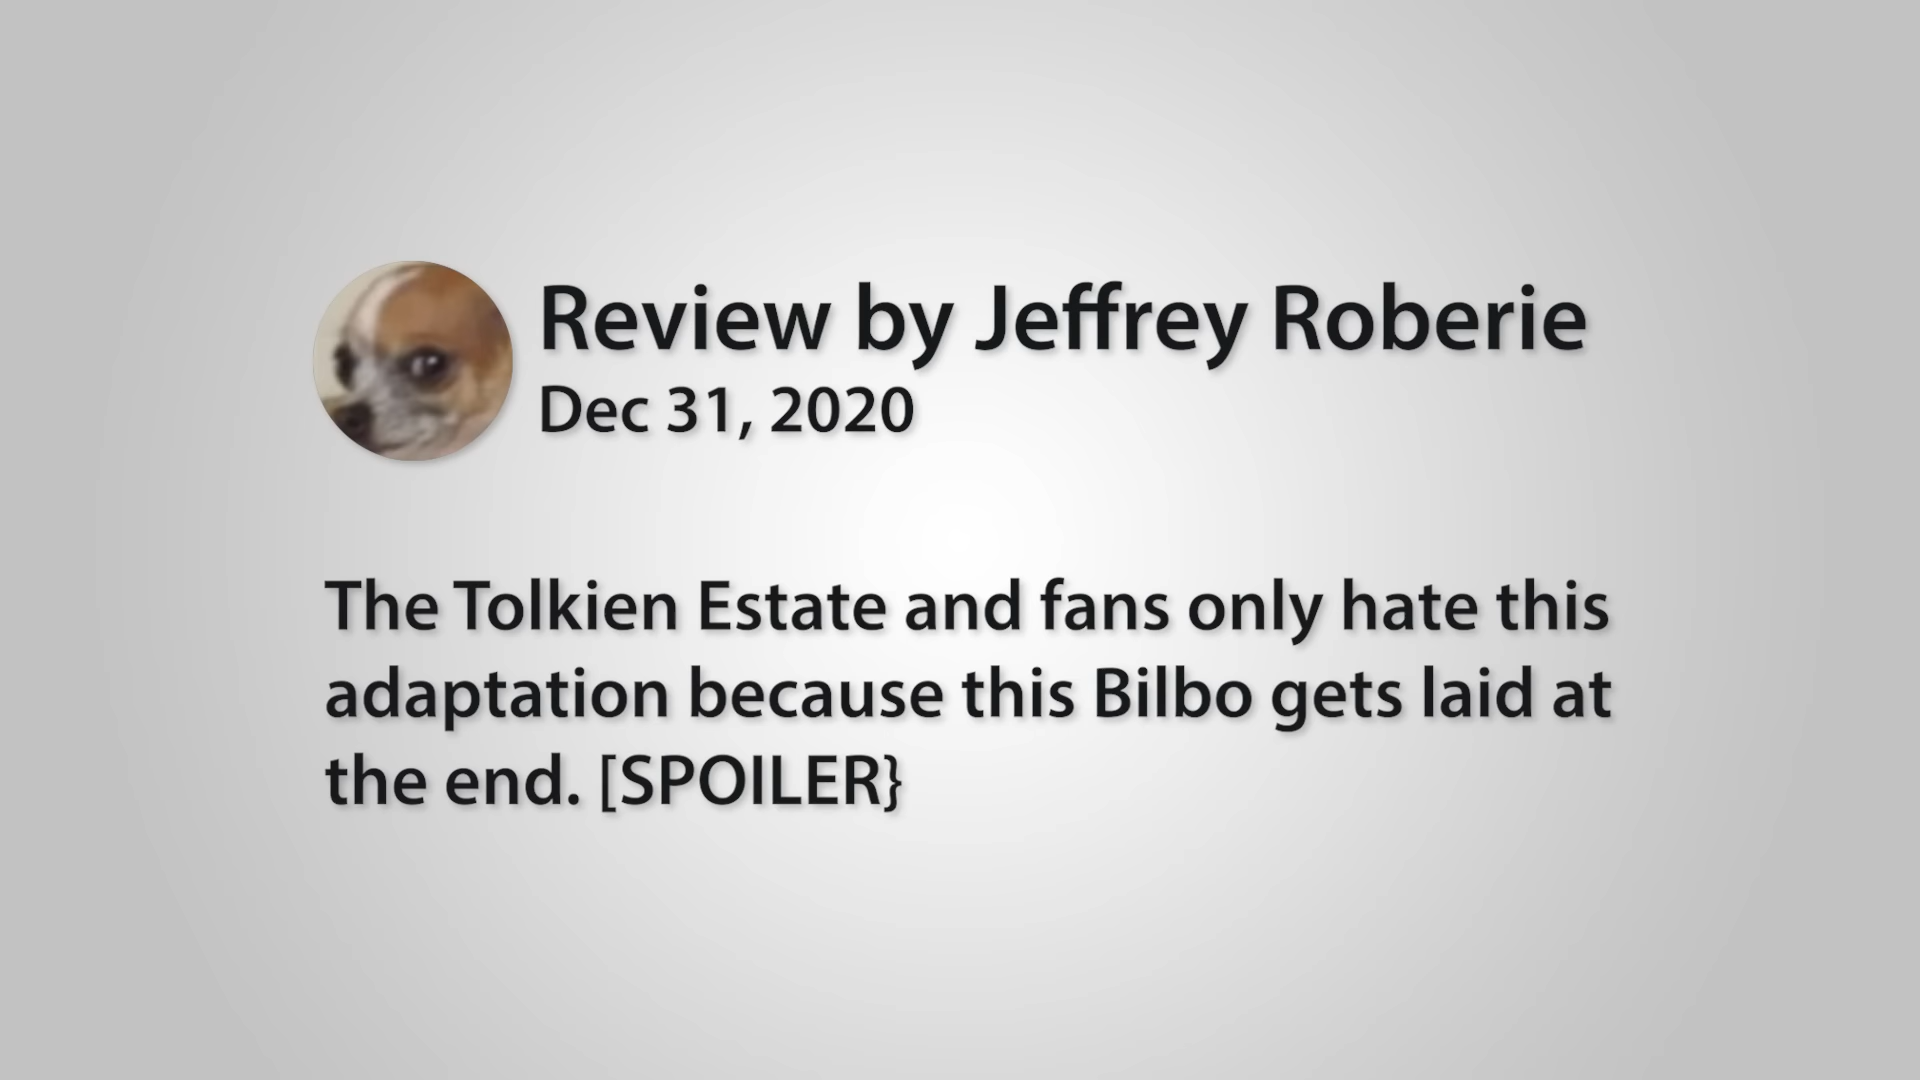 Review by Jeffrey Roberie
Dec 31, 2020
The Tolkien Estate and fans only hate this
adaptation because this Bilbo gets laid at
the end. [SPOILER}